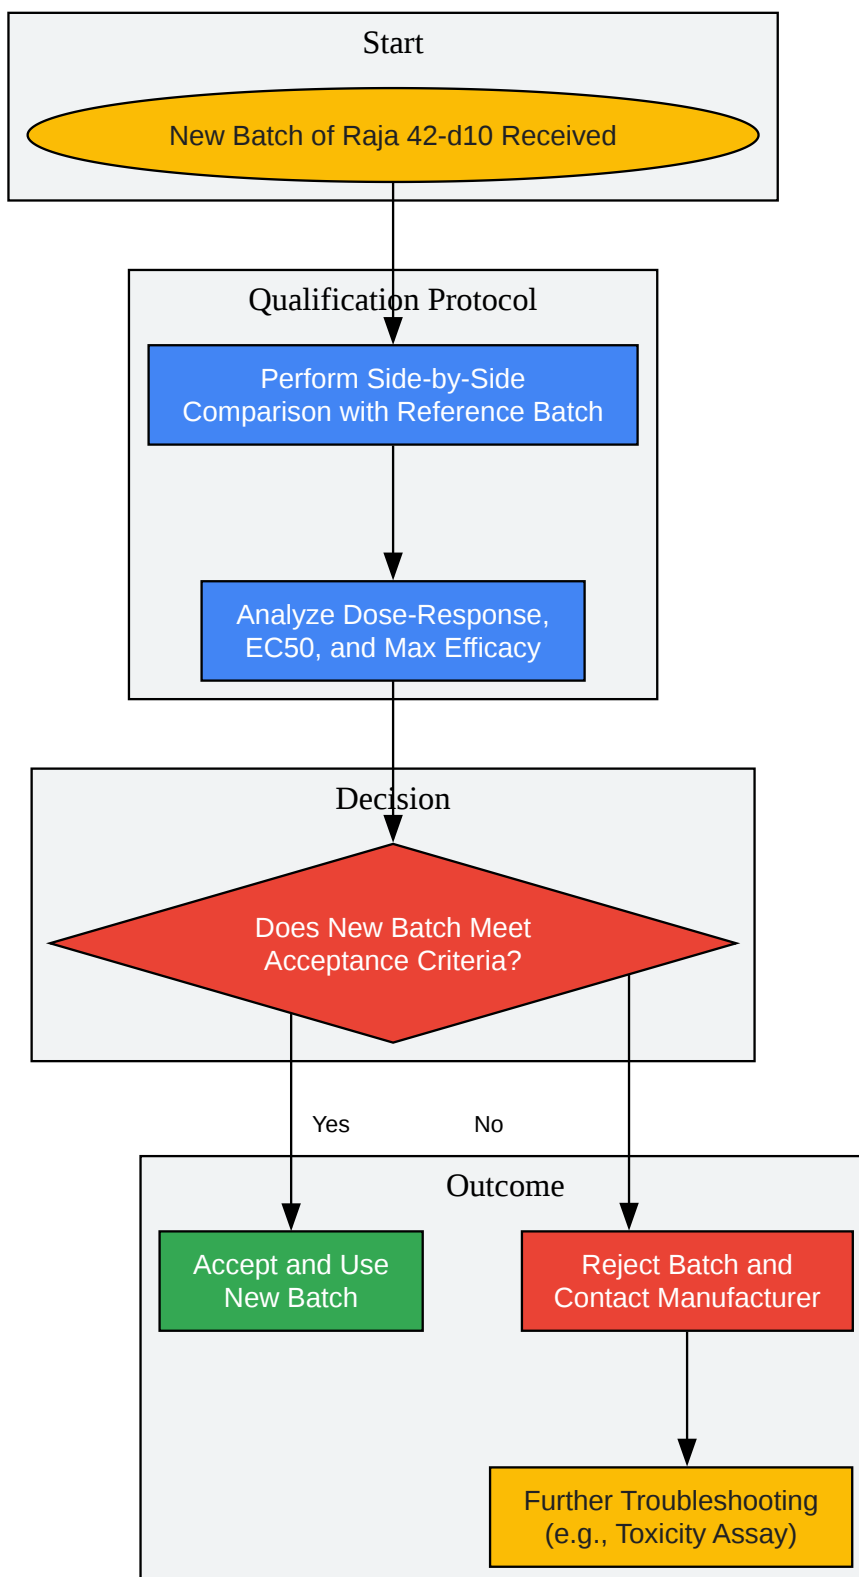 Start
New Batch of Raja 42-d10 Received
Qualification Protocol
Perform Side-by-Side
Comparison with Reference Batch
Analyze Dose-Response,
EC50, and Max Efficacy
Decision
Does New Batch Meet
Acceptance Criteria?
Yes
No
Outcome
Accept and Use
New Batch
Reject Batch and
Contact Manufacturer
Further Troubleshooting
(e.g., Toxicity Assay)